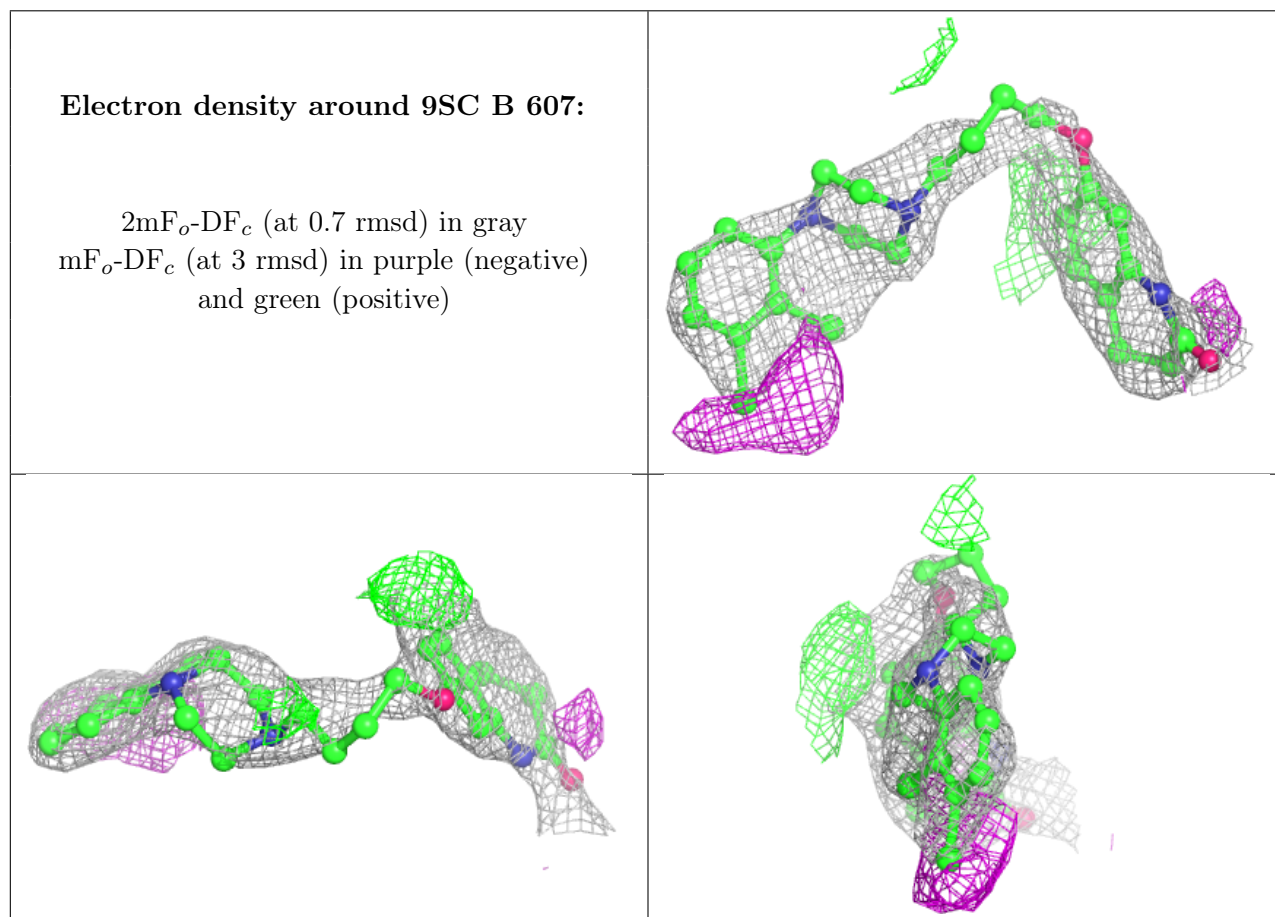 Electron density around 9SC B 607:
2mFo-DFc (at 0.7 rmsd) in gray
mFo-DFc (at 3 rmsd) in purple (negative)
and green (positive)